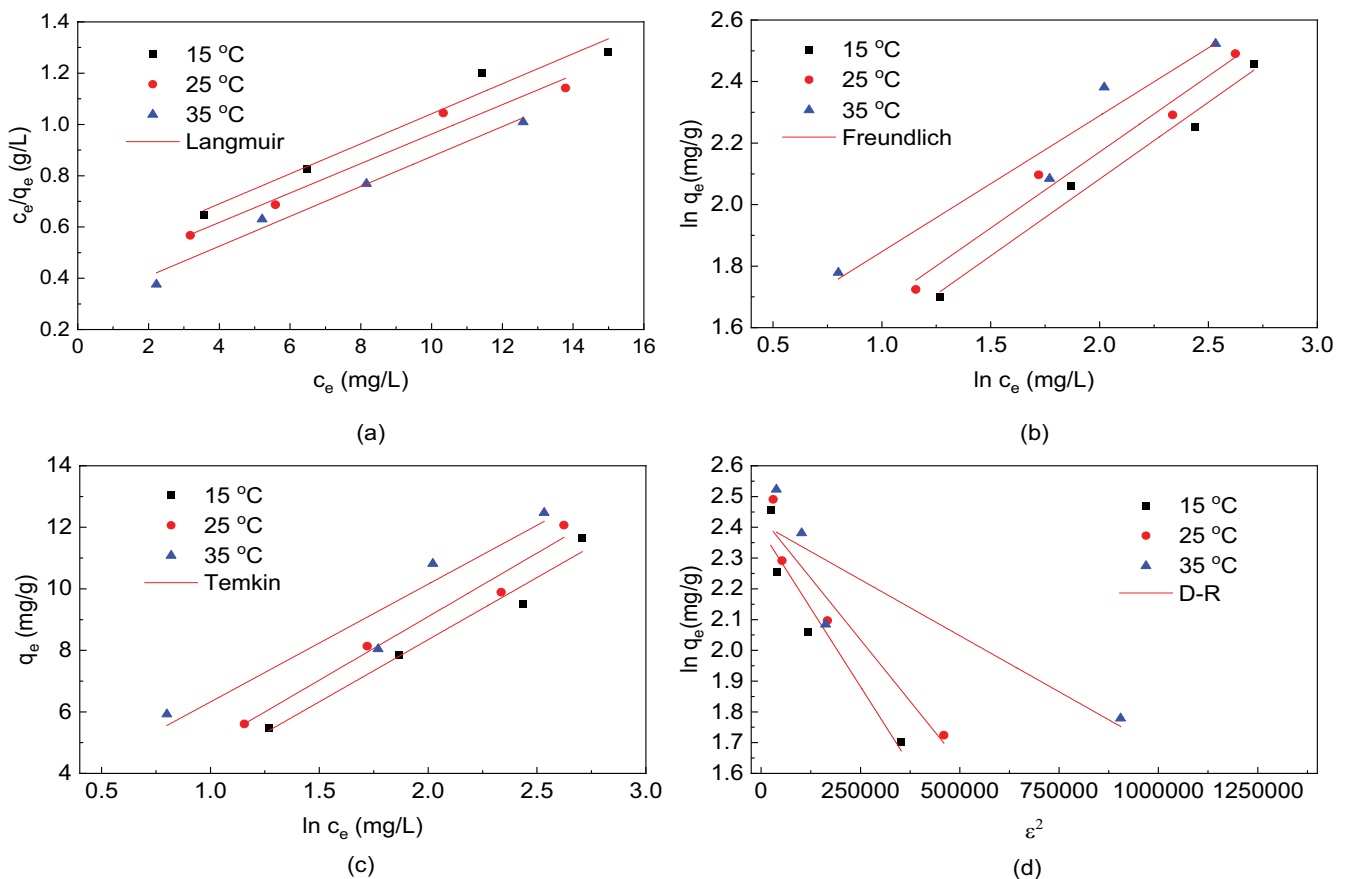 1.4
1.2
1.0
0.8
0.6
0.4
0.2
0 2 4 6 8 10 12 14 16
c_e/q_e (g/L)
c_e (mg/L)
15 °C
25 °C
35 °C
Langmuir
(a)
2.6
2.4
2.2
2.0
1.8
1.6
0.5 1.0 1.5 2.0 2.5 3.0
ln q_e(mg/g)
ln c_e (mg/L)
15 °C
25 °C
35 °C
Freundlich
(b)
14
12
10
8
6
4
0.5 1.0 1.5 2.0 2.5 3.0
q_e (mg/g)
ln c_e (mg/L)
15 °C
25 °C
35 °C
Temkin
(c)
2.6
2.5
2.4
2.3
2.2
2.1
2.0
1.9
1.8
1.7
1.6
0 250000 500000 750000 1000000 1250000
ln q_e(mg/g)
ε²
15 °C
25 °C
35 °C
D-R
(d)